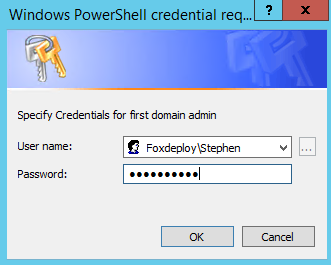 Windows PowerShell credential req...
? x
Specify Credentials for first domain admin
User name: Foxdeploy\Stephen ...
Password: ●●●●●●●●●●
OK Cancel